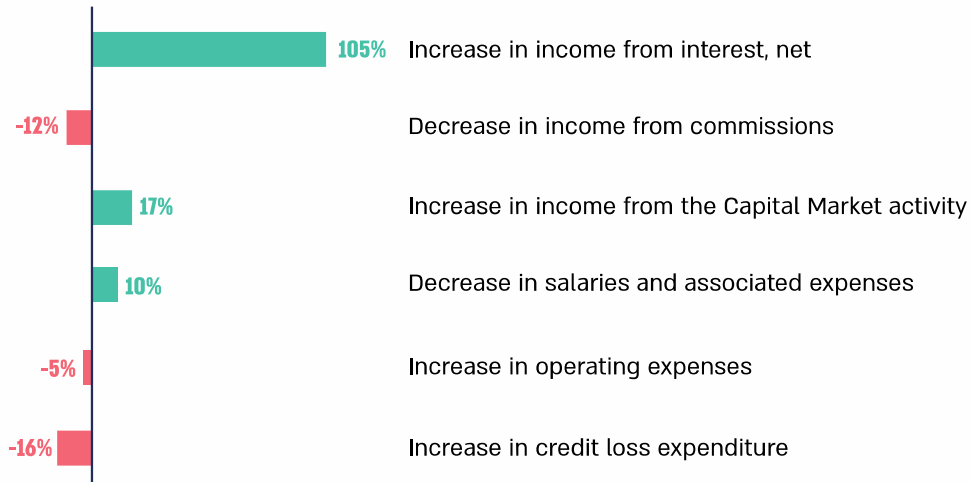 105% Increase in income from interest, net
-12% Decrease in income from commissions
17% Increase in income from the Capital Market activity
10% Decrease in salaries and associated expenses
-5% Increase in operating expenses
-16% Increase in credit loss expenditure